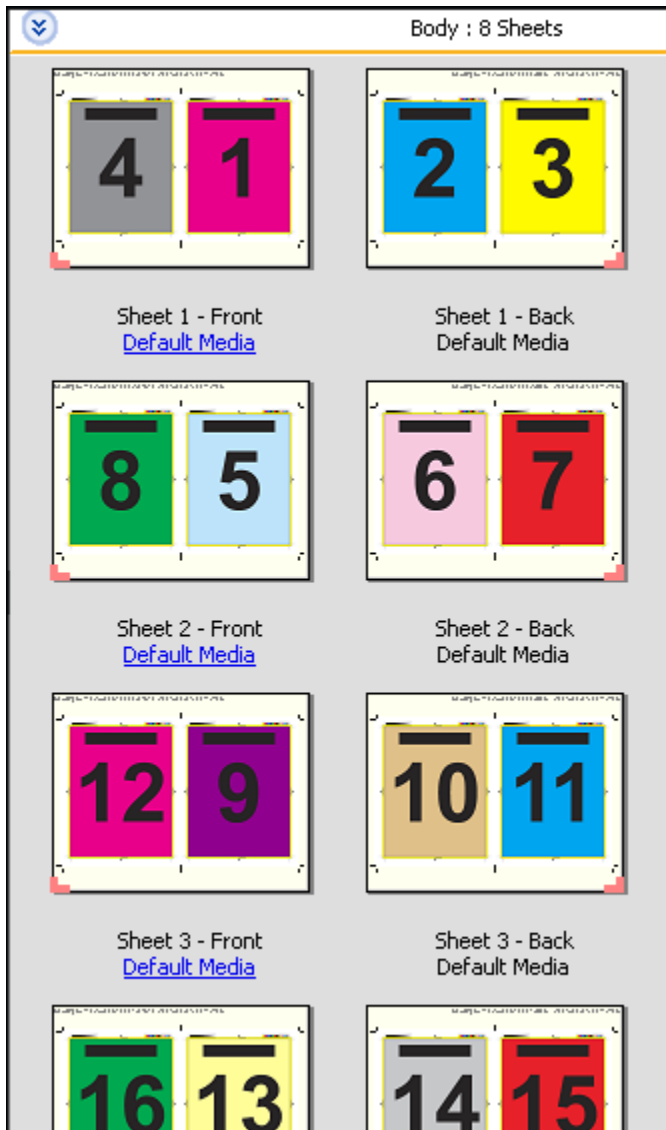 Body : 8 Sheets
4 1 2 3
Sheet 1 - Front Sheet 1 - Back
Default Media Default Media
8 5 6 7
Sheet 2 - Front Sheet 2 - Back
Default Media Default Media
12 9 10 11
Sheet 3 - Front Sheet 3 - Back
Default Media Default Media
16 13 14 15